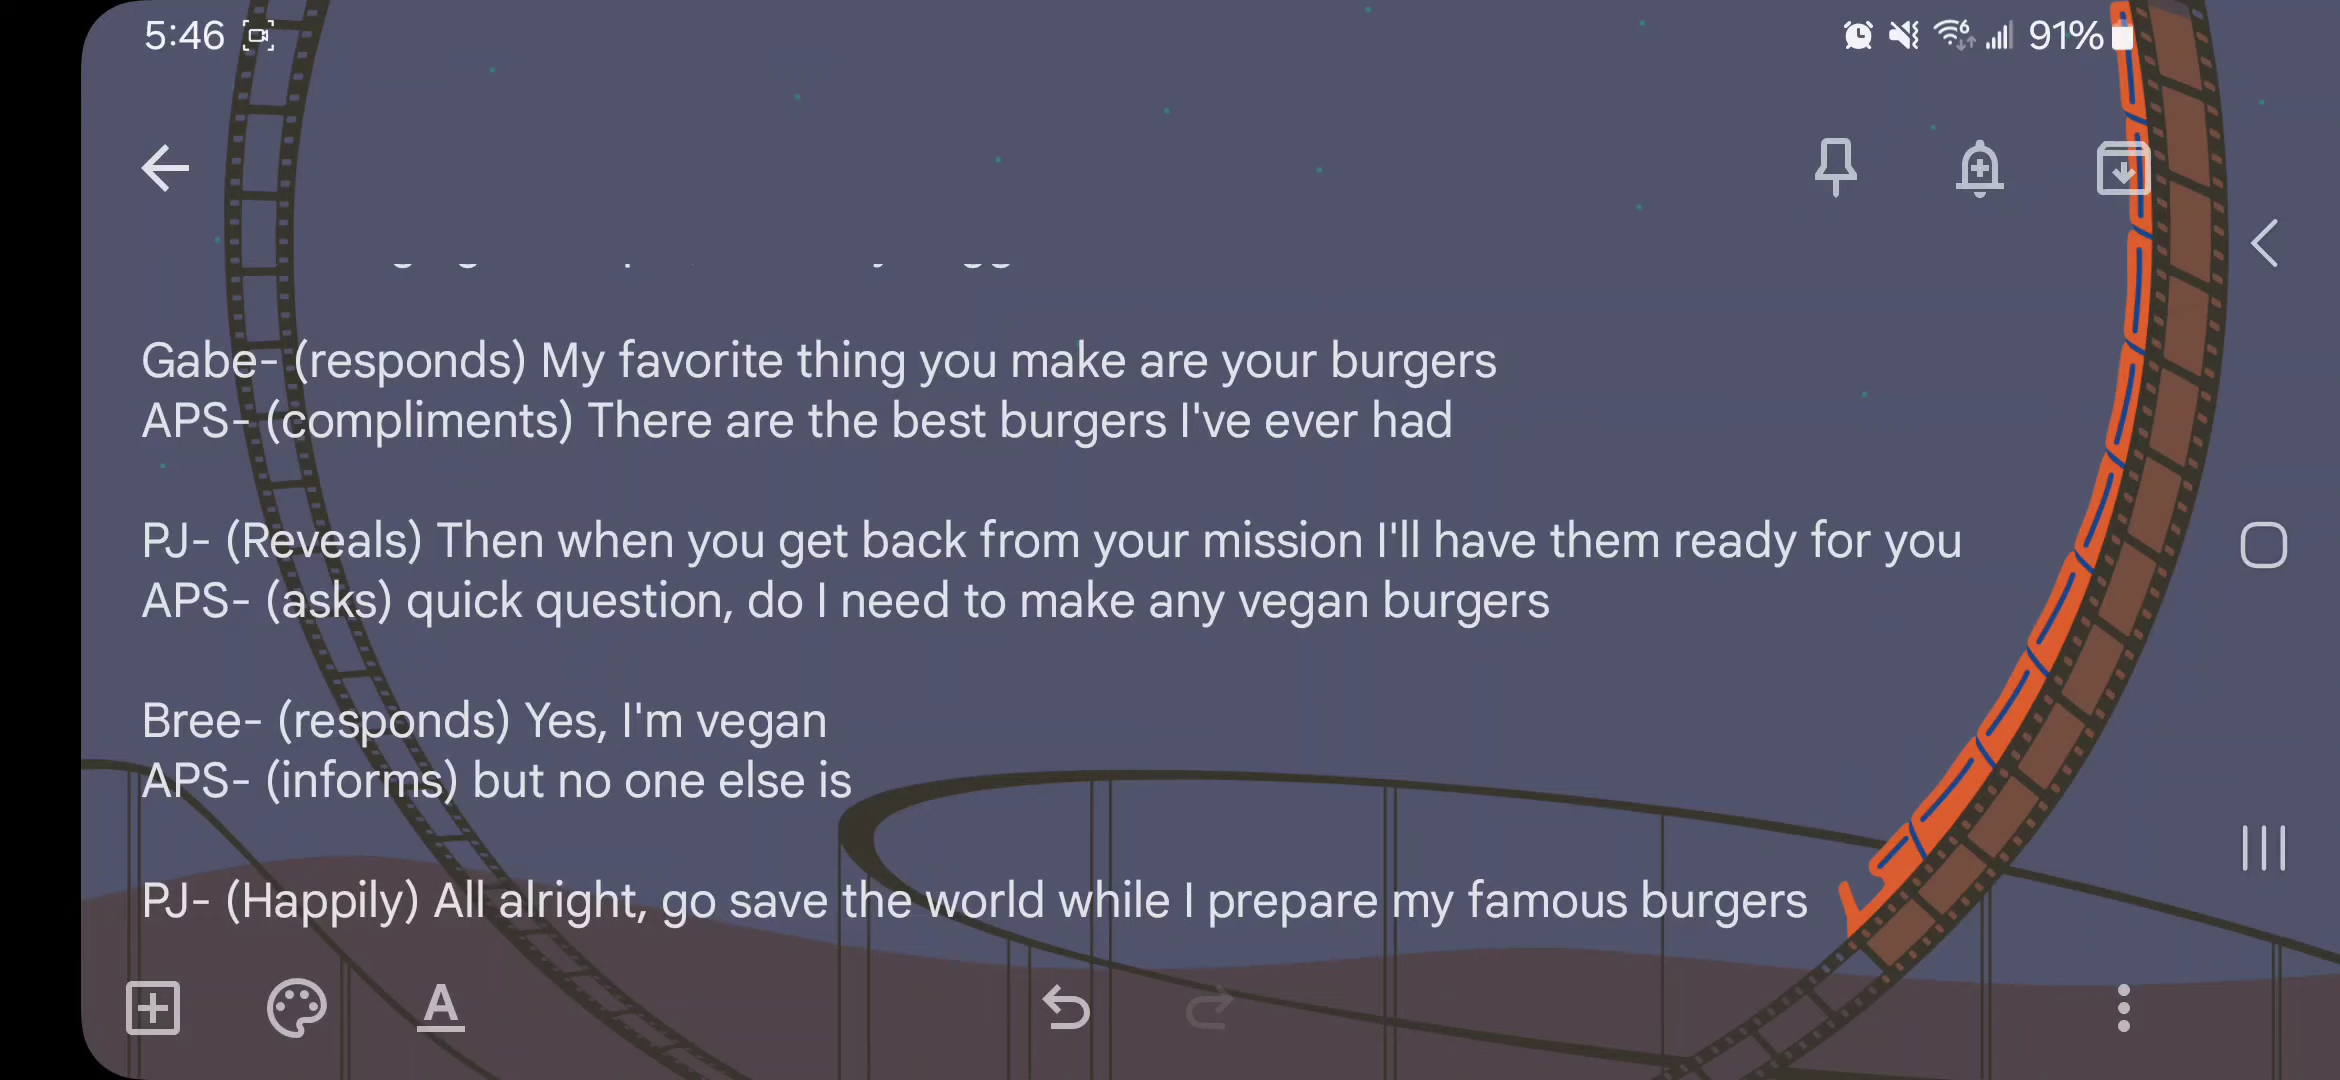 5:46
91%
Gabe- (responds) My favorite thing you make are your burgers
APS- (compliments) There are the best burgers I've ever had
PJ- (Reveals) Then when you get back from your mission I'll have them ready for you
APS- (asks) quick question, do I need to make any vegan burgers
Bree- (responds) Yes, I'm vegan
APS- (informs) but no one else is
PJ- (Happily) All alright, go save the world while I prepare my famous burgers